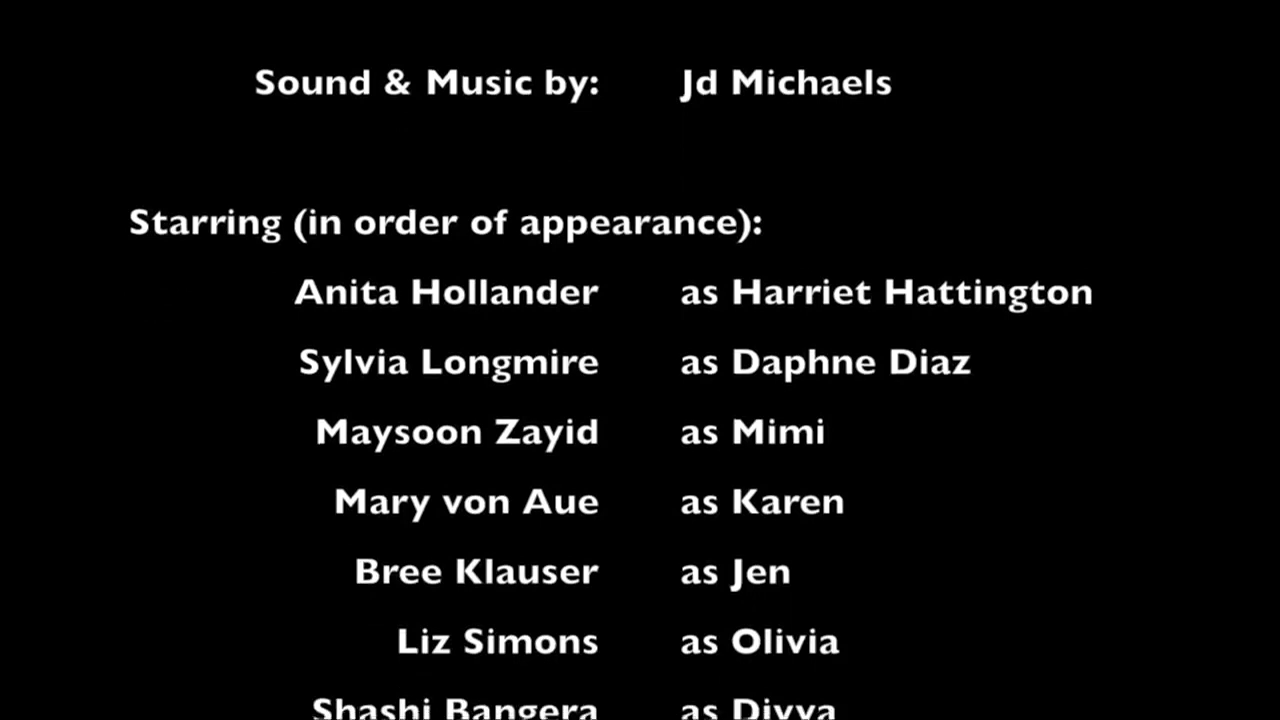 Sound & Music by: Jd Michaels
Starring (in order of appearance):
Anita Hollander as Harriet Hattington
Sylvia Longmire as Daphne Diaz
Maysoon Zayid as Mimi
Mary von Aue as Karen
Bree Klauser as Jen
Liz Simons as Olivia
Shashi Bangera as Divya